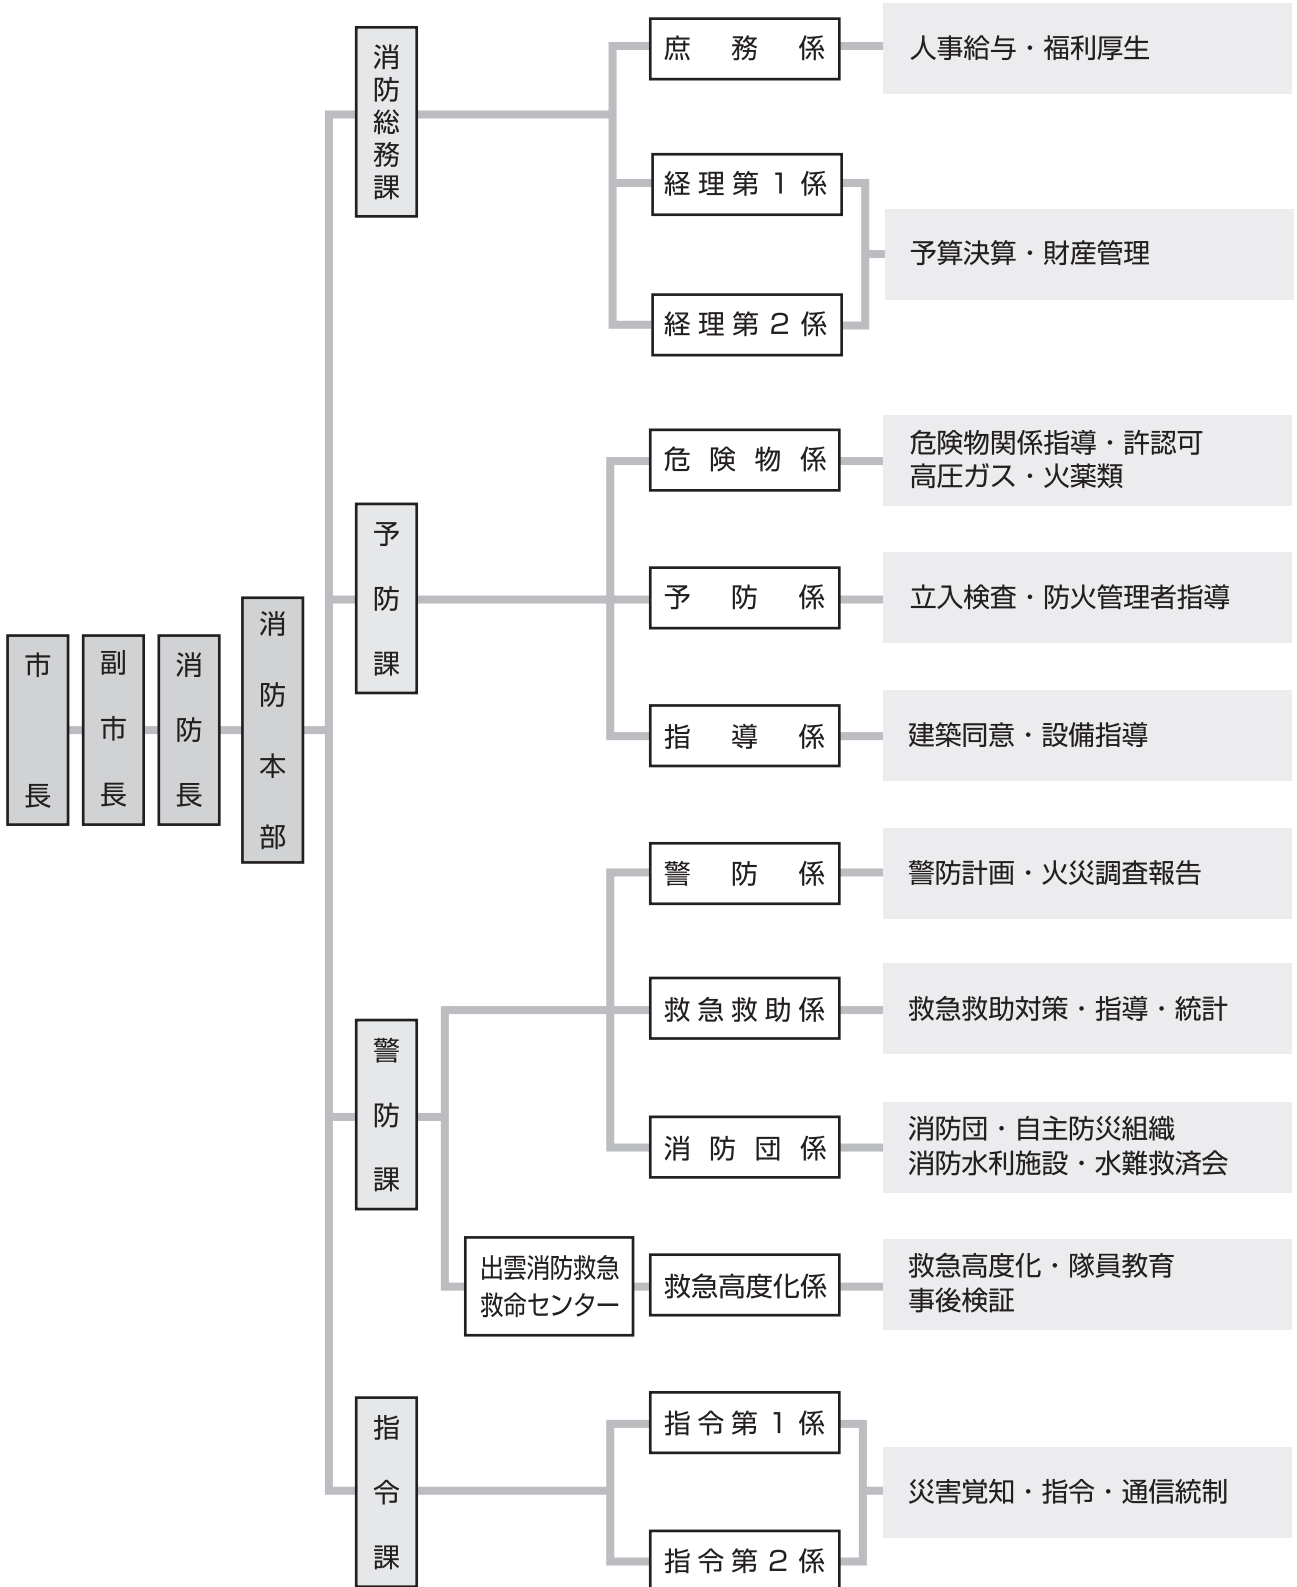 市長
副市長
消防長
消防本部
消防総務課
庶務係
人事給与・福利厚生
経理第1係
経理第2係
予算決算・財産管理
予防課
危険物係
危険物関係指導・許認可
高圧ガス・火薬類
予防係
立入検査・防火管理者指導
指導係
建築同意・設備指導
警防課
警防係
警防計画・火災調査報告
救急救助係
救急救助対策・指導・統計
消防団係
消防団・自主防災組織
消防水利施設・水難救済会
出雲消防救急
救命センター
救急高度化係
救急高度化・隊員教育
事後検証
指令課
指令第1係
指令第2係
災害覚知・指令・通信統制